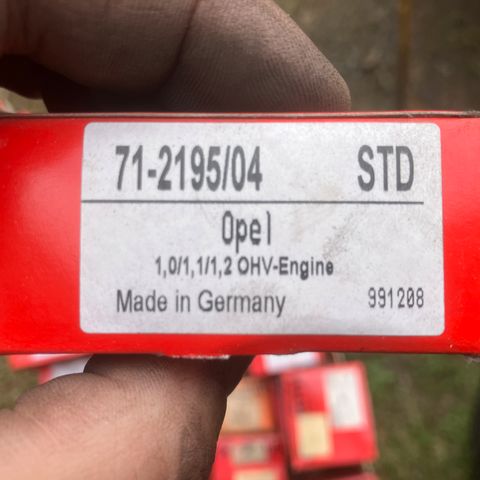 71-2195/04 STD
Opel
1,0/1,1/1,2 OHV-Engine
Made in Germany 991208